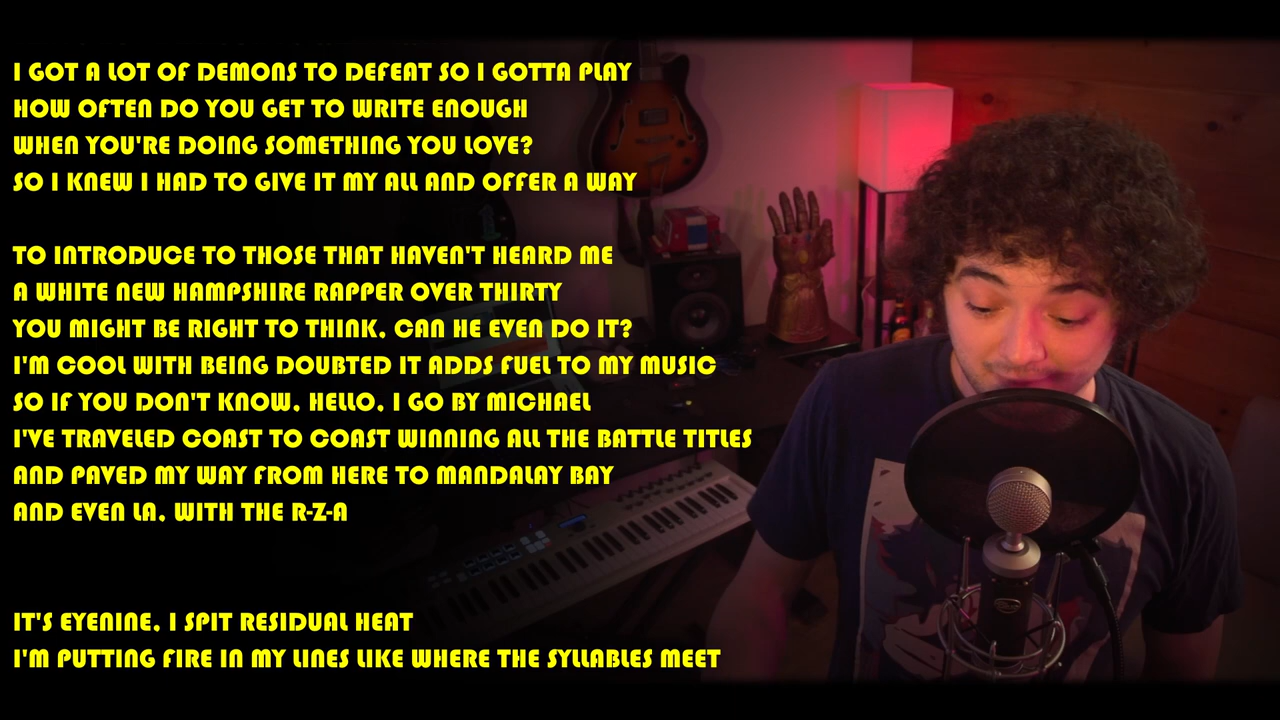 I GOT A LOT OF DEMONS TO DEFEAT SO I GOTTA PLAY
HOW OFTEN DO YOU GET TO WRITE ENOUGH
WHEN YOU'RE DOING SOMETHING YOU LOVE?
SO I KNEW I HAD TO GIVE IT MY ALL AND OFFER A WAY
TO INTRODUCE TO THOSE THAT HAVEN'T HEARD ME
A WHITE NEW HAMPSHIRE RAPPER OVER THIRTY
YOU MIGHT BE RIGHT TO THINK, CAN HE EVEN DO IT?
I'M COOL WITH BEING DOUBTED IT ADDS FUEL TO MY MUSIC
SO IF YOU DON'T KNOW, HELLO, I GO BY MICHAEL
I'VE TRAVELED COAST TO COAST WINNING ALL THE BATTLE TITLES
AND PAVED MY WAY FROM HERE TO MANDALAY BAY
AND EVEN LA, WITH THE R-Z-A
IT'S EYENINE, I SPIT RESIDUAL HEAT
I'M PUTTING FIRE IN MY LINES LIKE WHERE THE SYLLABLES MEET